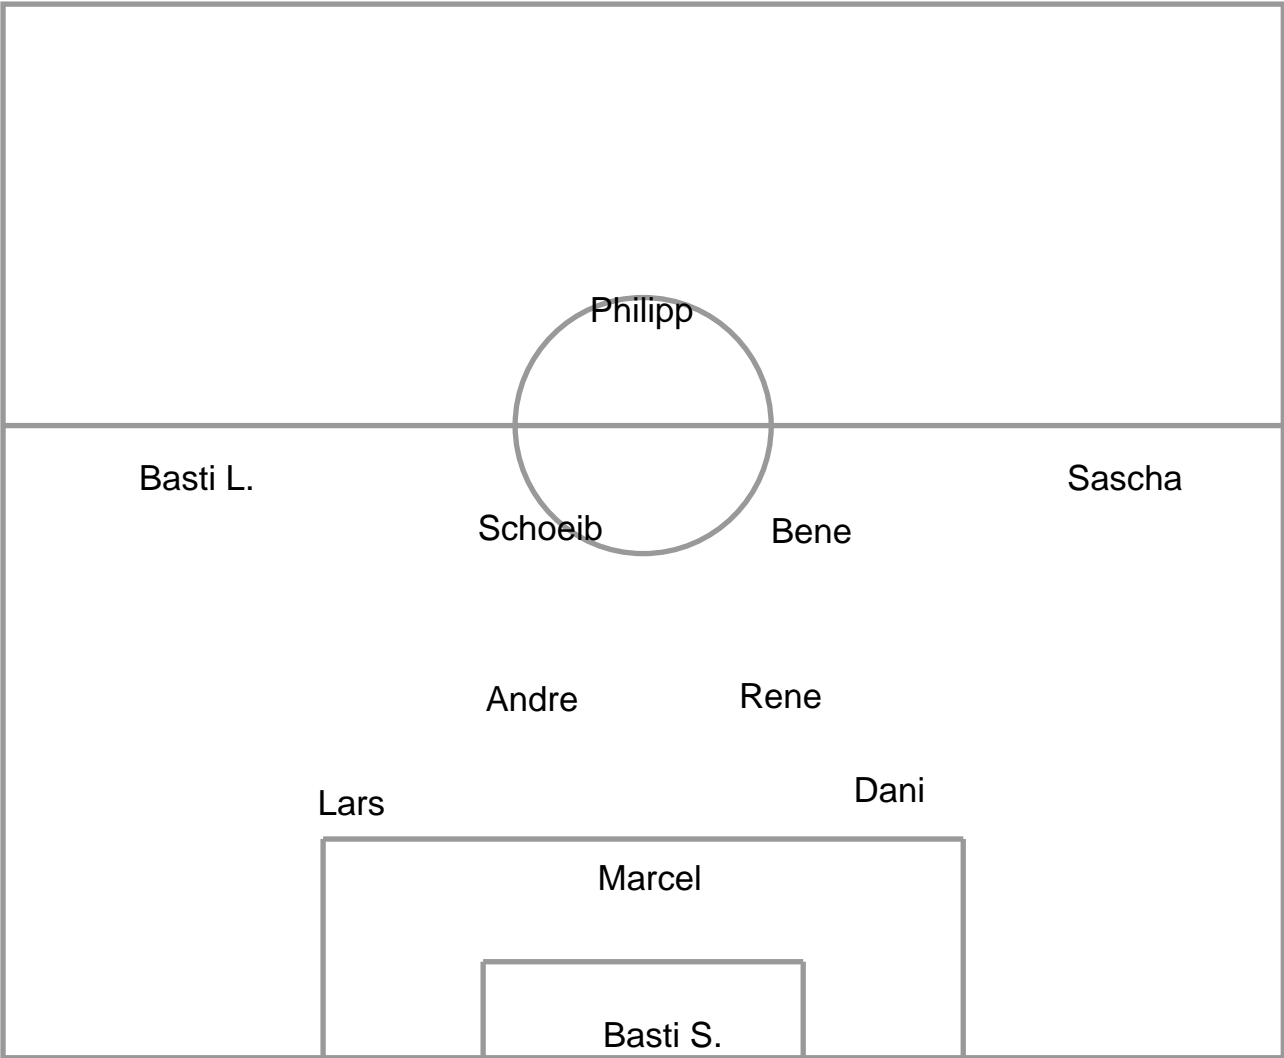 Philipp
Basti L.
Sascha
Schoeib
Bene
Andre
Rene
Lars
Dani
Marcel
Basti S.